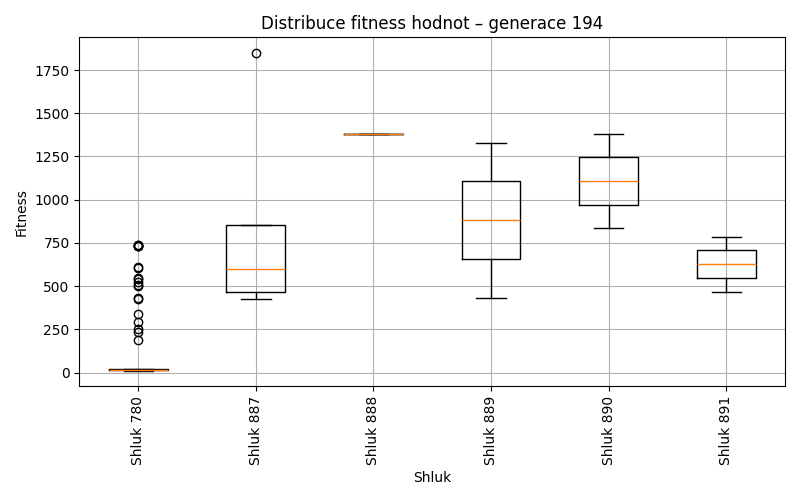 Distribuce fitness hodnot – generace 194
Fitness
1750
1500
1250
1000
750
500
250
0
Shluk 780
Shluk 887
Shluk 888
Shluk 889
Shluk 890
Shluk 891
Shluk